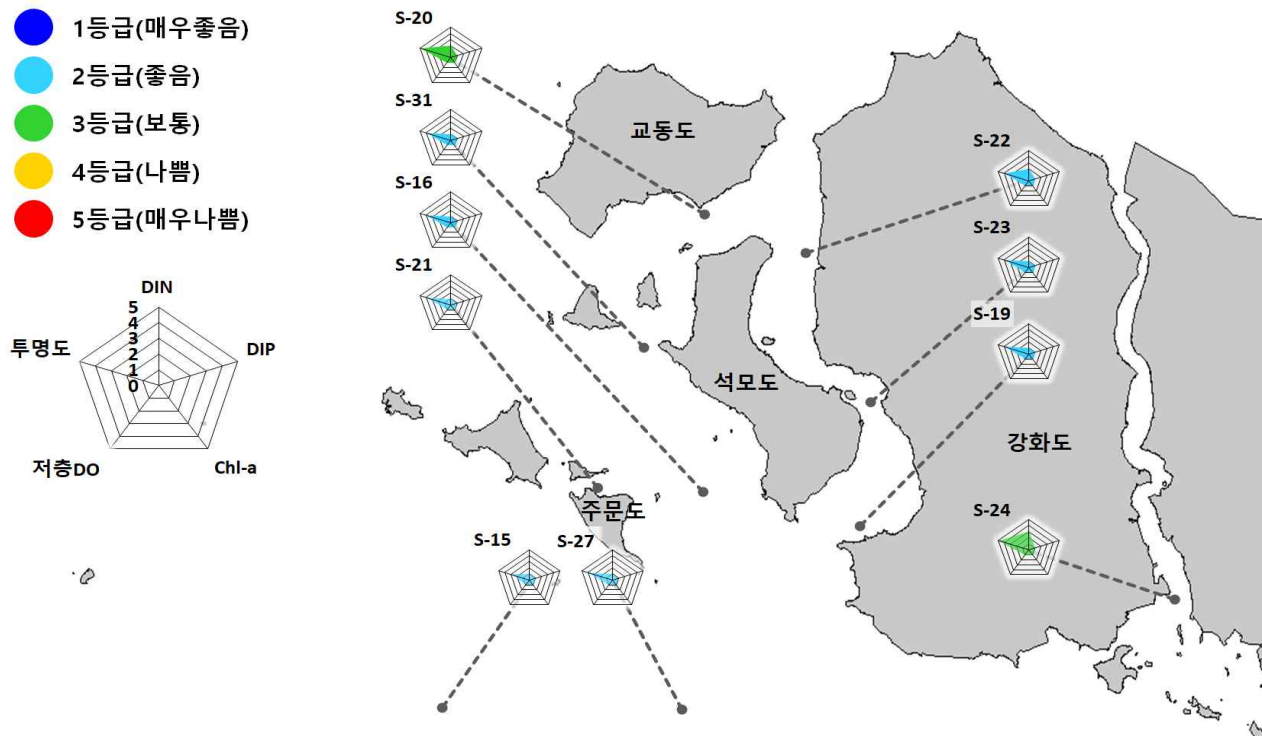 1등급(매우좋음)
2등급(좋음)
3등급(보통)
4등급(나쁨)
5등급(매우나쁨)
DIN
5
4
3
2
1
0
투명도
DIP
저층DO
Chl-a
S-20
S-31
S-16
S-21
S-15
S-27
S-22
S-23
S-19
S-24
교동도
석모도
강화도
주문도